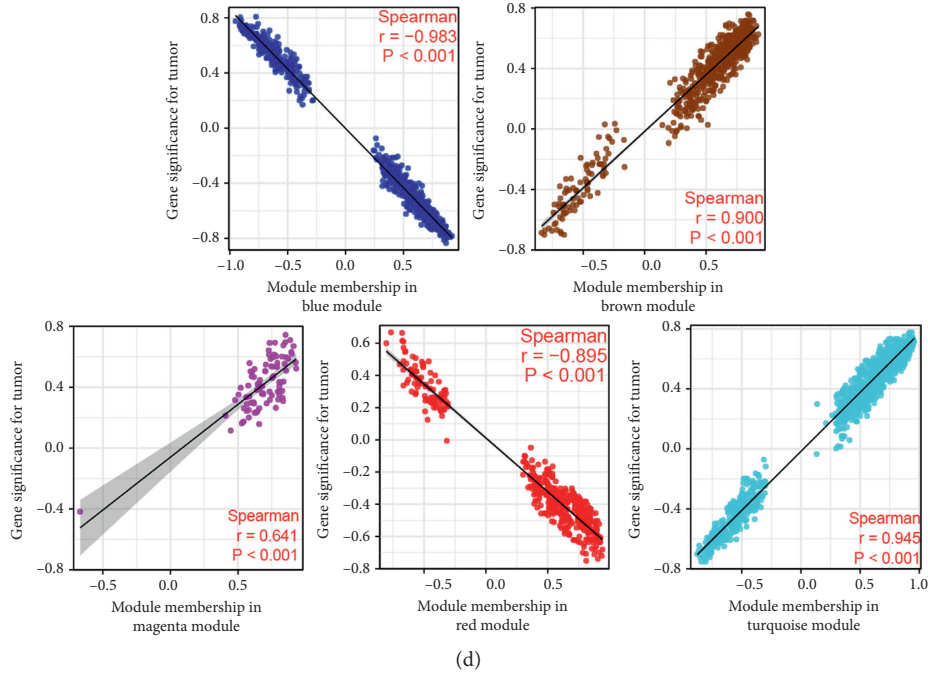 Gene significance for tumor
0.8
0.4
0.0
−0.4
−0.8
−1.0
−0.5
0.0
0.5
Spearman
r = −0.983
P < 0.001
Module membership in
blue module
Gene significance for tumor
0.8
0.4
0.0
−0.4
−0.8
−0.5
0.0
0.5
Spearman
r = 0.900
P < 0.001
Module membership in
brown module
Gene significance for tumor
0.8
0.4
0.0
−0.4
−0.8
−0.5
0.0
0.5
Spearman
r = 0.641
P < 0.001
Module membership in
magenta module
Gene significance for tumor
0.8
0.6
0.4
0.2
0.0
−0.2
−0.4
−0.6
0.8
−0.5
0.0
0.5
Spearman
r = −0.895
P < 0.001
Module membership in
red module
Gene significance for tumor
0.8
0.4
0.0
−0.4
−0.8
−0.5
0.0
0.5
1.0
Spearman
r = 0.945
P < 0.001
Module membership in
turquoise module
(d)